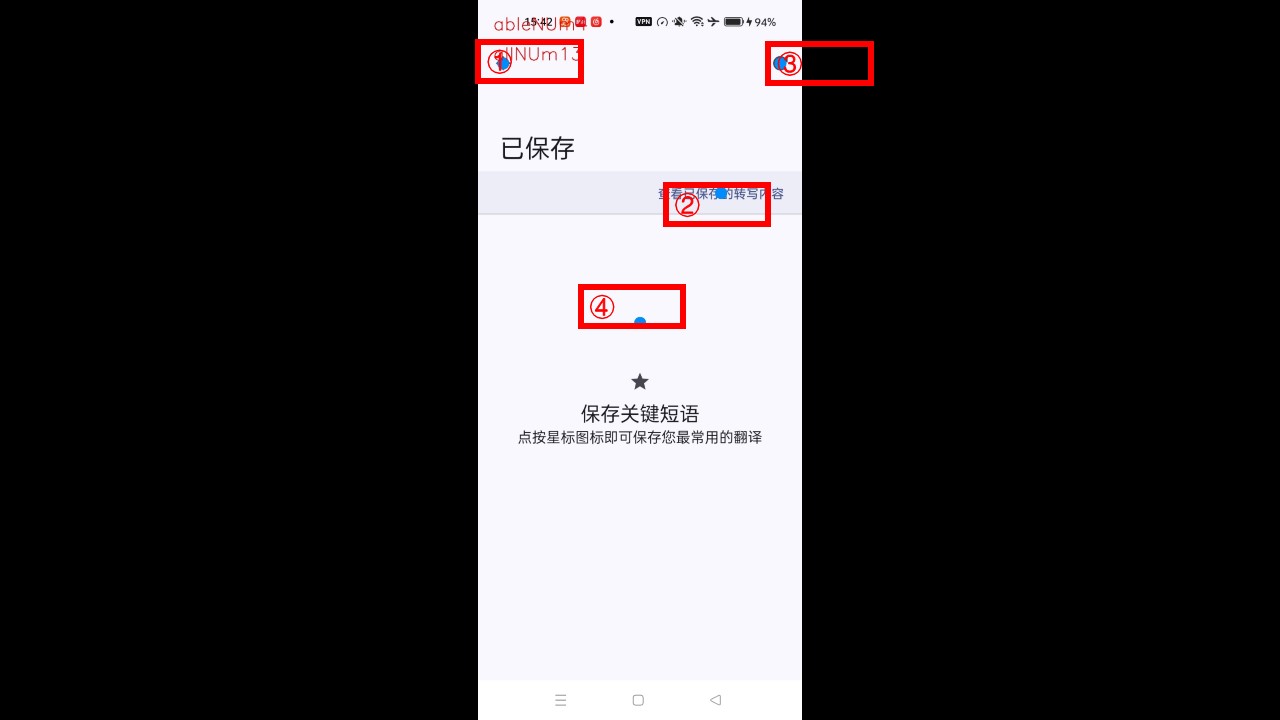 ableNUm4
15:42 VPN 94%
allNUm13
①
③
已保存
查看已保存的转写内容
②
④
保存关键短语
点按星标图标即可保存您最常用的翻译